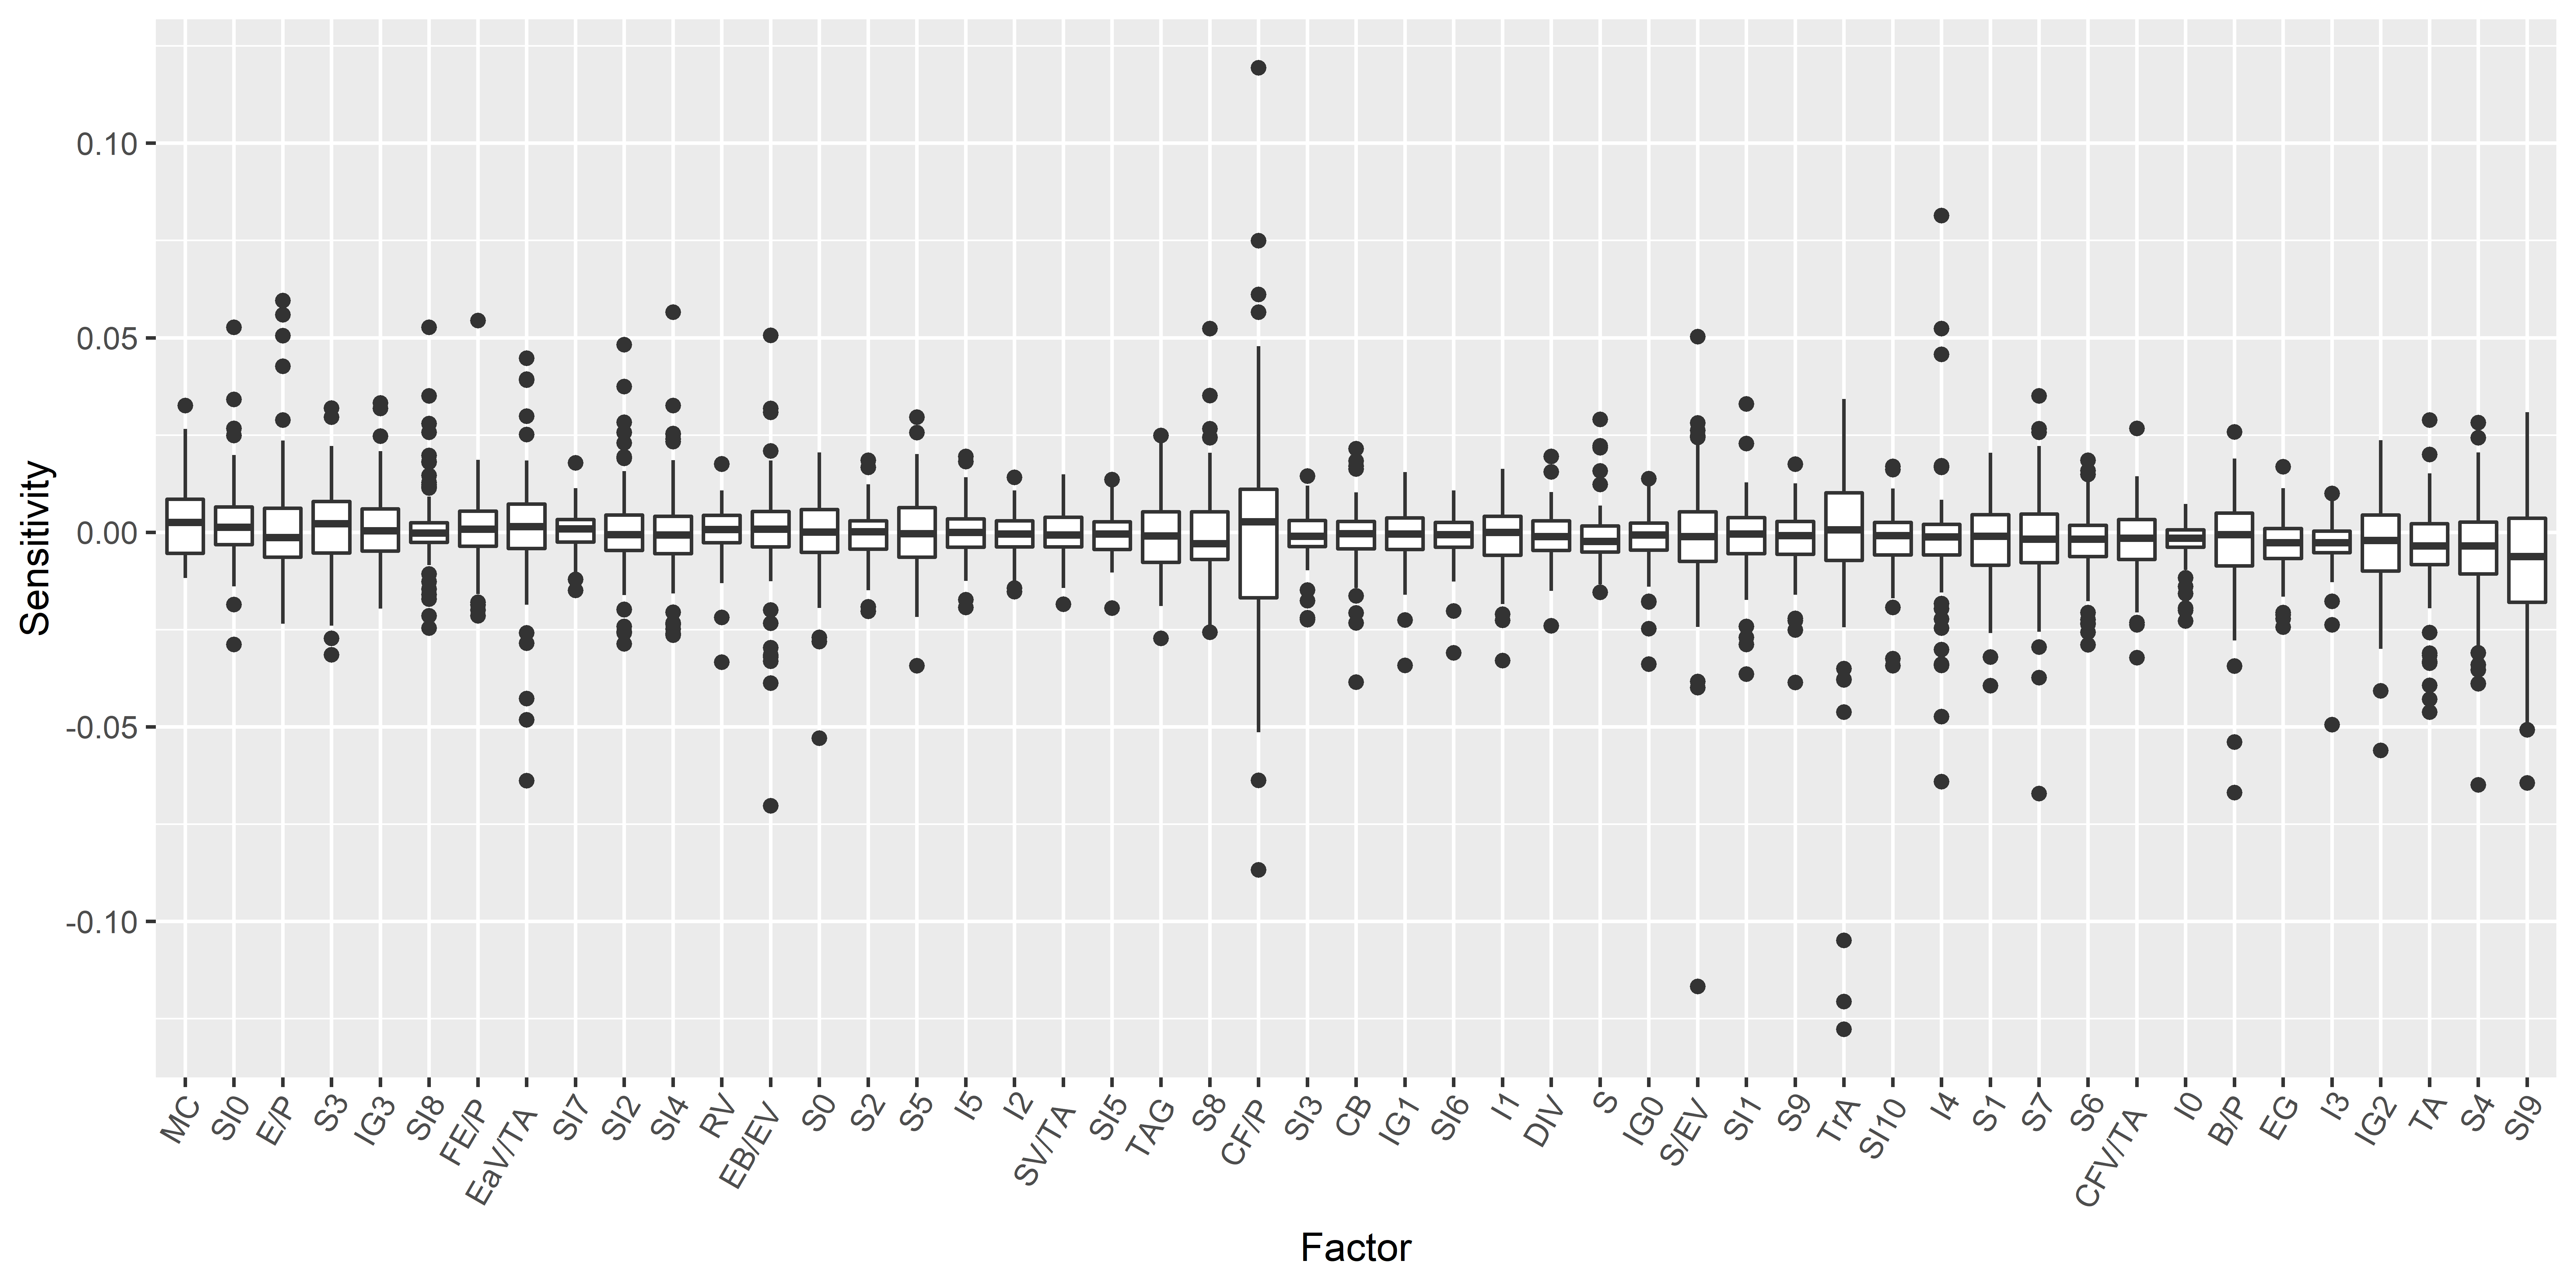 Sensitivity
0.10
0.05
0.00
-0.05
-0.10
MC SI0 E/P S3 IG3 SI8 FE/P EaV/TA SI7 SI2 SI4 RV EB/EV S0 S2 S5 I5 I2 SV/TA SI5 TAG S8 CF/P SI3 CB IG1 SI6 I1 DIV S IG0 S/EV SI1 S9 TrA SI10 I4 S1 S7 S6 CFV/TA I0 B/P EG I3 IG2 TA S4 SI9
Factor